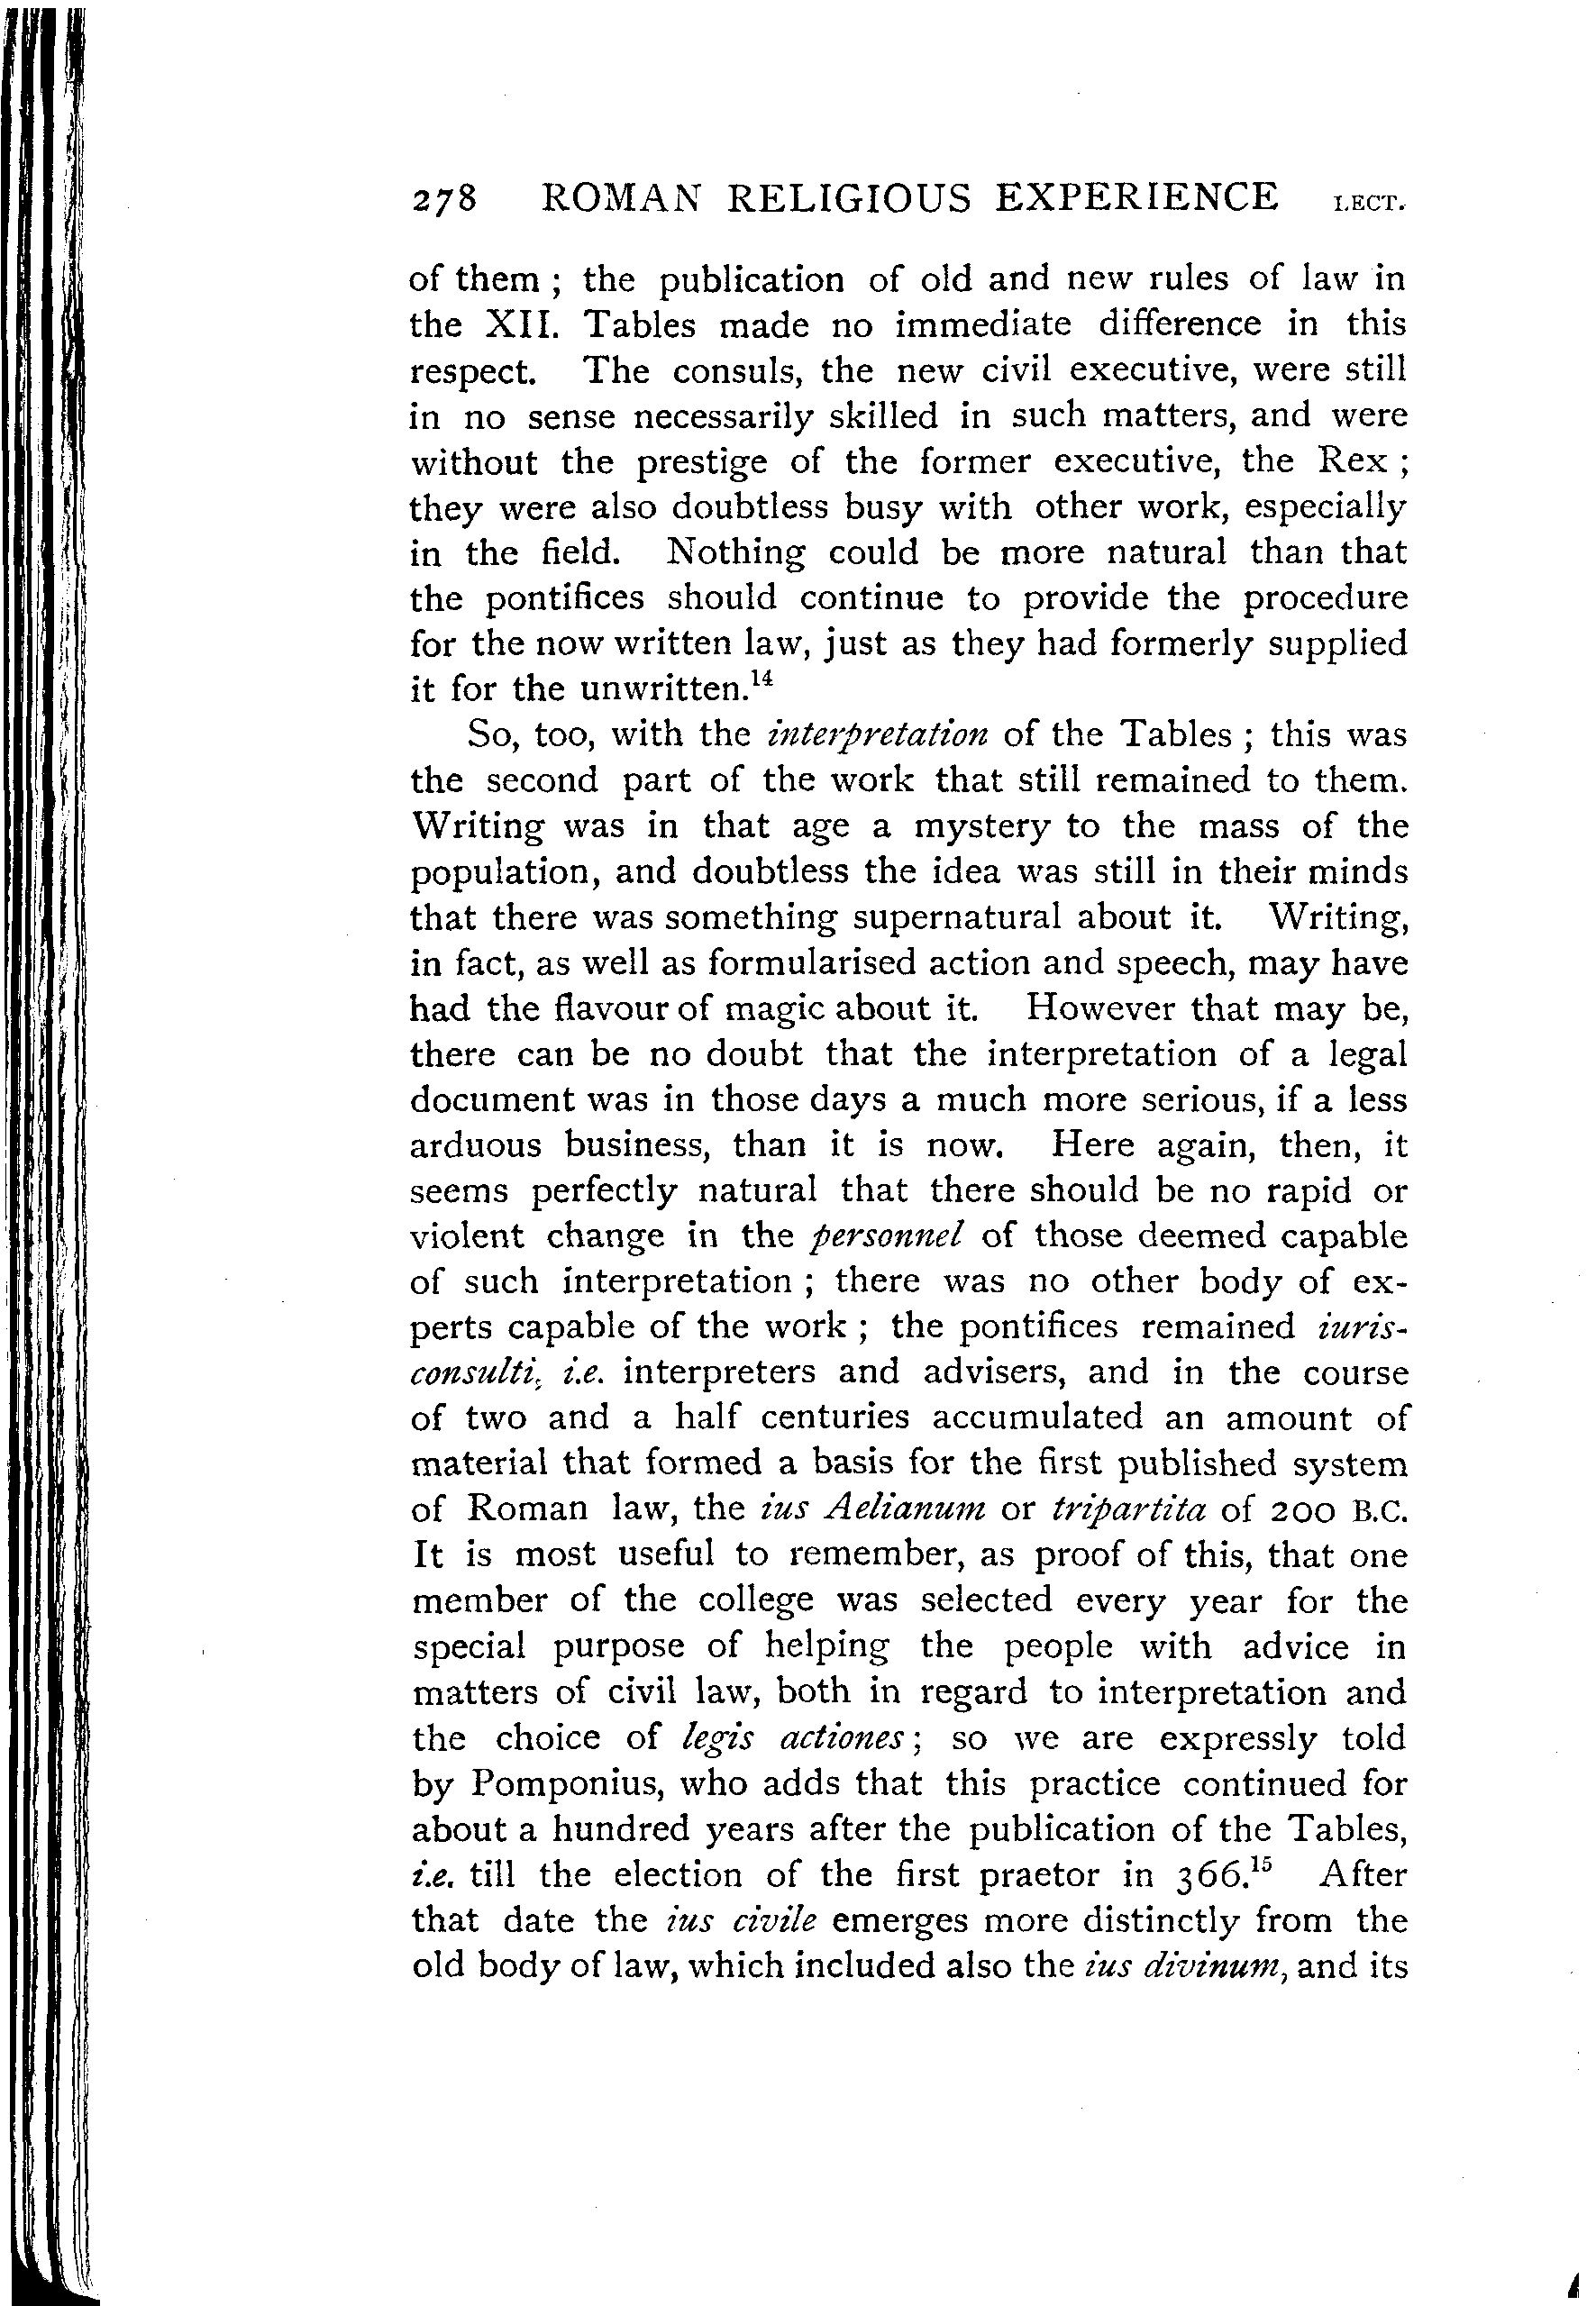 278 ROMAN RELIGIOUS EXPERIENCE LECT.
of them ; the publication of old and new rules of law in
the XII. Tables made no immediate difference in this
respect. The consuls, the new civil executive, were still
in no sense necessarily skilled in such matters, and were
without the prestige of the former executive, the Rex ;
they were also doubtless busy with other work, especially
in the field. Nothing could be more natural than that
the pontifices should continue to provide the procedure
for the now written law, just as they had formerly supplied
it for the unwritten.¹⁴
So, too, with the interpretation of the Tables ; this was
the second part of the work that still remained to them.
Writing was in that age a mystery to the mass of the
population, and doubtless the idea was still in their minds
that there was something supernatural about it. Writing,
in fact, as well as formularised action and speech, may have
had the flavour of magic about it. However that may be,
there can be no doubt that the interpretation of a legal
document was in those days a much more serious, if a less
arduous business, than it is now. Here again, then, it
seems perfectly natural that there should be no rapid or
violent change in the personnel of those deemed capable
of such interpretation ; there was no other body of ex-
perts capable of the work ; the pontifices remained iuris-
consulti, i.e. interpreters and advisers, and in the course
of two and a half centuries accumulated an amount of
material that formed a basis for the first published system
of Roman law, the ius Aelianum or tripartita of 200 B.C.
It is most useful to remember, as proof of this, that one
member of the college was selected every year for the
special purpose of helping the people with advice in
matters of civil law, both in regard to interpretation and
the choice of legis actiones ; so we are expressly told
by Pomponius, who adds that this practice continued for
about a hundred years after the publication of the Tables,
i.e. till the election of the first praetor in 366.¹⁵ After
that date the ius civile emerges more distinctly from the
old body of law, which included also the ius divinum, and its